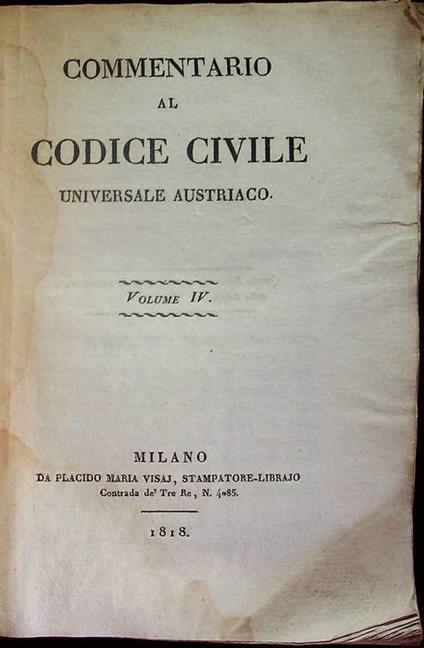 COMMENTARIO
AL
CODICE CIVILE
UNIVERSALE AUSTRIACO.
VOLUME IV.
MILANO
DA PLACIDO MARIA VISAJ, STAMPATORE-LIBRAJO
Contrada de' Tre Re, N. 4085.
1818.